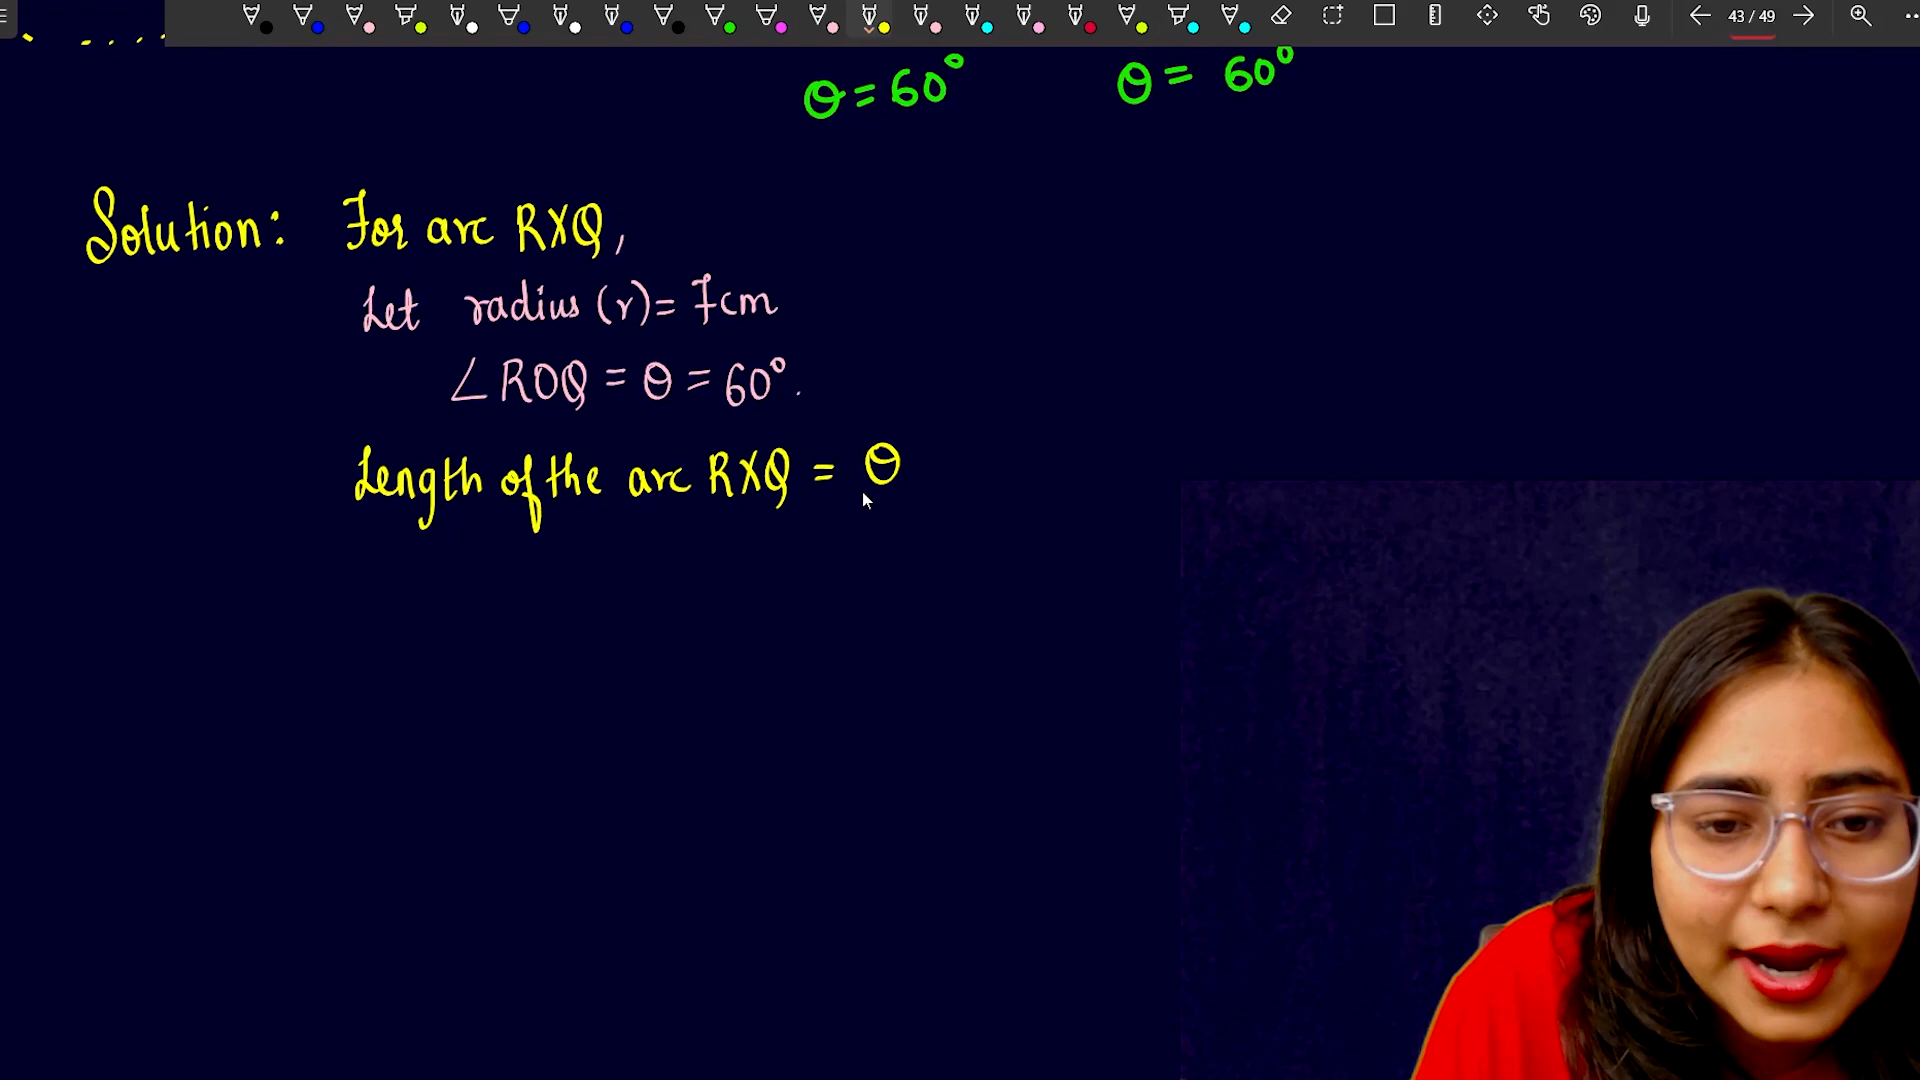 43 / 49
θ = 60° θ = 60°
Solution: For arc RXQ,
Let radius (r) = 7cm
∠ROQ = θ = 60°.
Length of the arc RXQ = θ